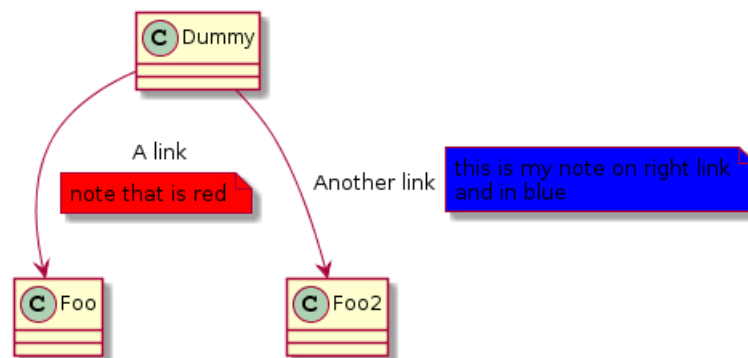 C Dummy
A link
note that is red
Another link
this is my note on right link
and in blue
C Foo
C Foo2